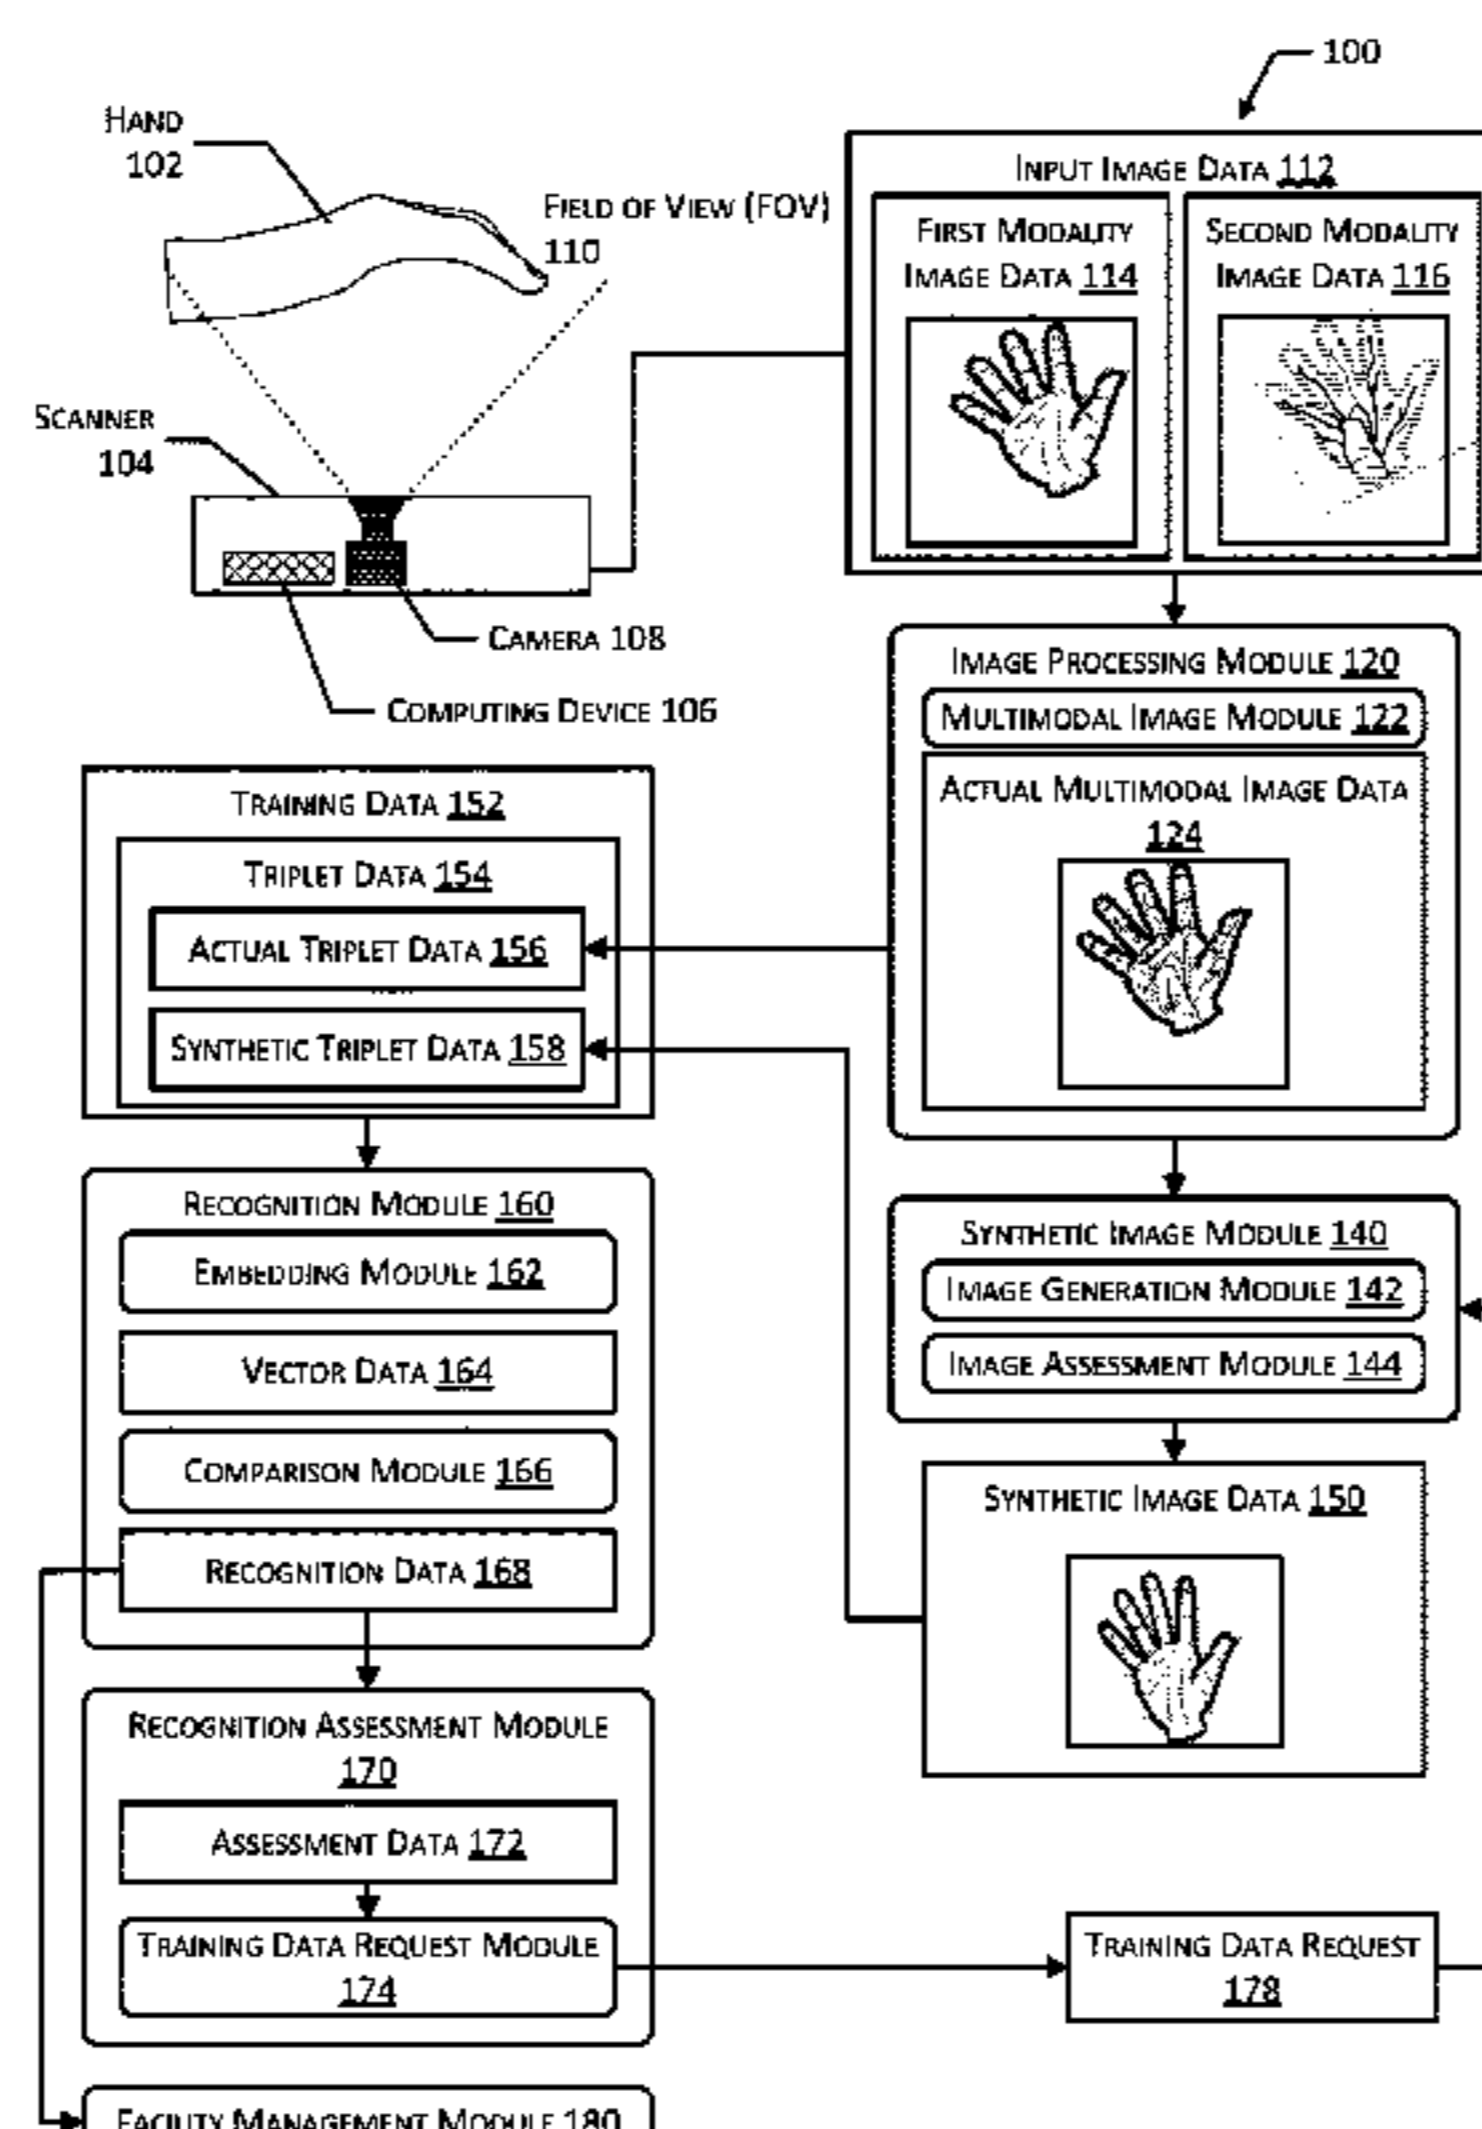 100
HAND
102
FIELD OF VIEW (FOV)
110
SCANNER
104
CAMERA 108
COMPUTING DEVICE 106
INPUT IMAGE DATA 112
FIRST MODALITY
IMAGE DATA 114
SECOND MODALITY
IMAGE DATA 116
IMAGE PROCESSING MODULE 120
MULTIMODAL IMAGE MODULE 122
ACTUAL MULTIMODAL IMAGE DATA
124
TRAINING DATA 152
TRIPLET DATA 154
ACTUAL TRIPLET DATA 156
SYNTHETIC TRIPLET DATA 158
RECOGNITION MODULE 160
EMBEDDING MODULE 162
VECTOR DATA 164
COMPARISON MODULE 166
RECOGNITION DATA 168
SYNTHETIC IMAGE MODULE 140
IMAGE GENERATION MODULE 142
IMAGE ASSESSMENT MODULE 144
SYNTHETIC IMAGE DATA 150
RECOGNITION ASSESSMENT MODULE
170
ASSESSMENT DATA 172
TRAINING DATA REQUEST MODULE
174
TRAINING DATA REQUEST
178
FACILITY MANAGEMENT MODULE 180